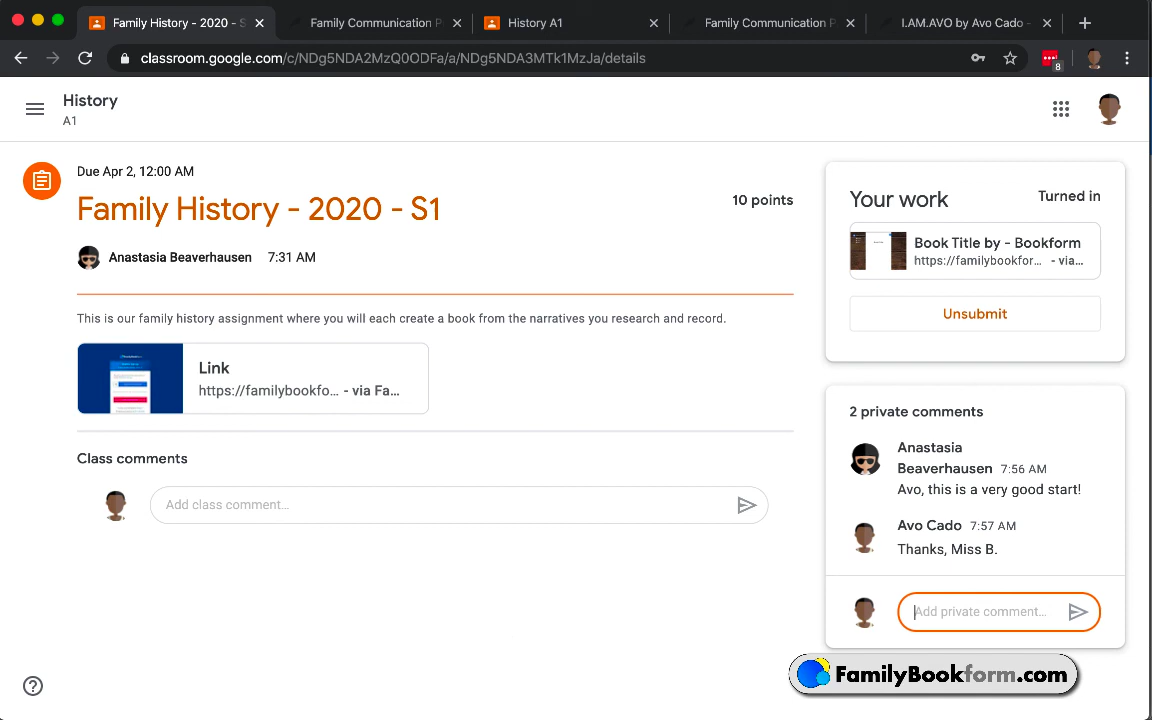 Family History - 2020 - S
Family Communication P
History A1
Family Communication P
I.AM.AVO by Avo Cado -
classroom.google.com/c/NDg5NDA2MzQ0ODFa/a/NDg5NDA3MTk1MzJa/details
8
History
A1
Due Apr 2, 12:00 AM
Family History - 2020 - S1
10 points
Anastasia Beaverhausen 7:31 AM
This is our family history assignment where you will each create a book from the narratives you research and record.
Link
https://familybookfo... - via Fa...
Class comments
Add class comment...
Your work
Turned in
Book Title by - Bookform
https://familybookfor... - via...
Unsubmit
2 private comments
Anastasia
Beaverhausen 7:56 AM
Avo, this is a very good start!
Avo Cado 7:57 AM
Thanks, Miss B.
Add private comment...
FamilyBookform.com